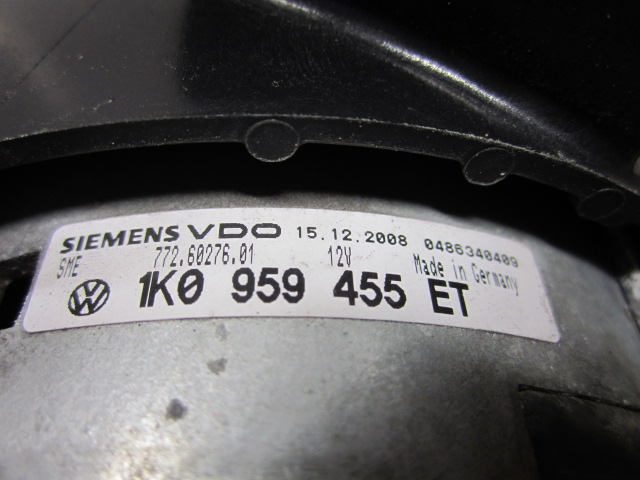 SIEMENS VDO 15.12.2008 0486340409
SME 772.60276.01 12V Made in Germany
1K0 959 455 ET